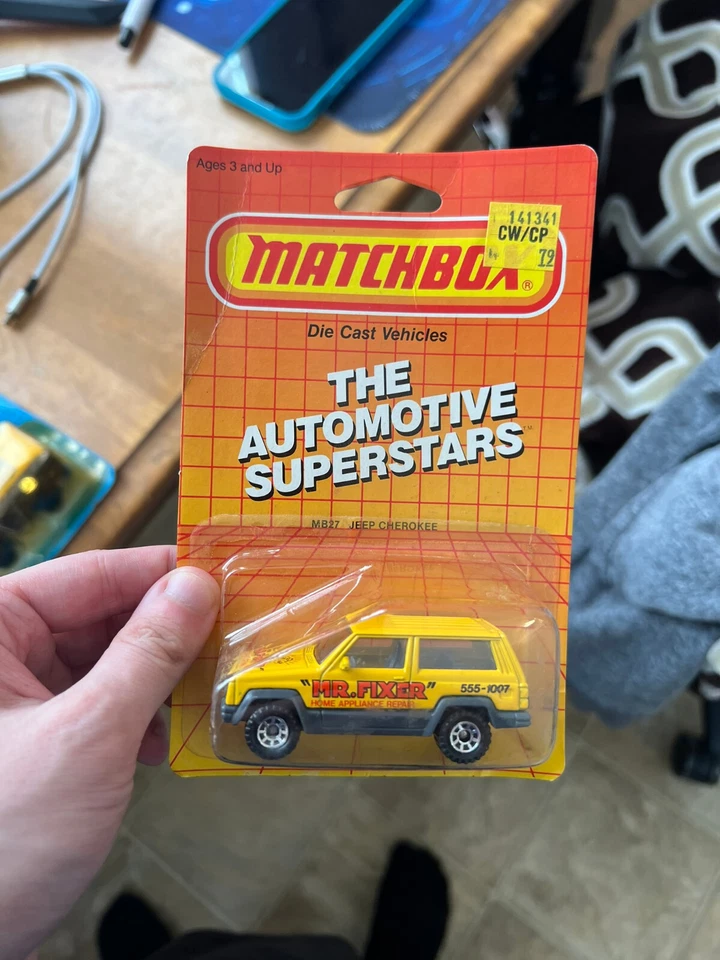 Ages 3 and Up
141341
CW/CP
79
MATCHBOX®
Die Cast Vehicles
THE
AUTOMOTIVE
SUPERSTARS™
MB27 JEEP CHEROKEE
"MR.FIXER"
555-1007
HOME APPLIANCE REPAIR